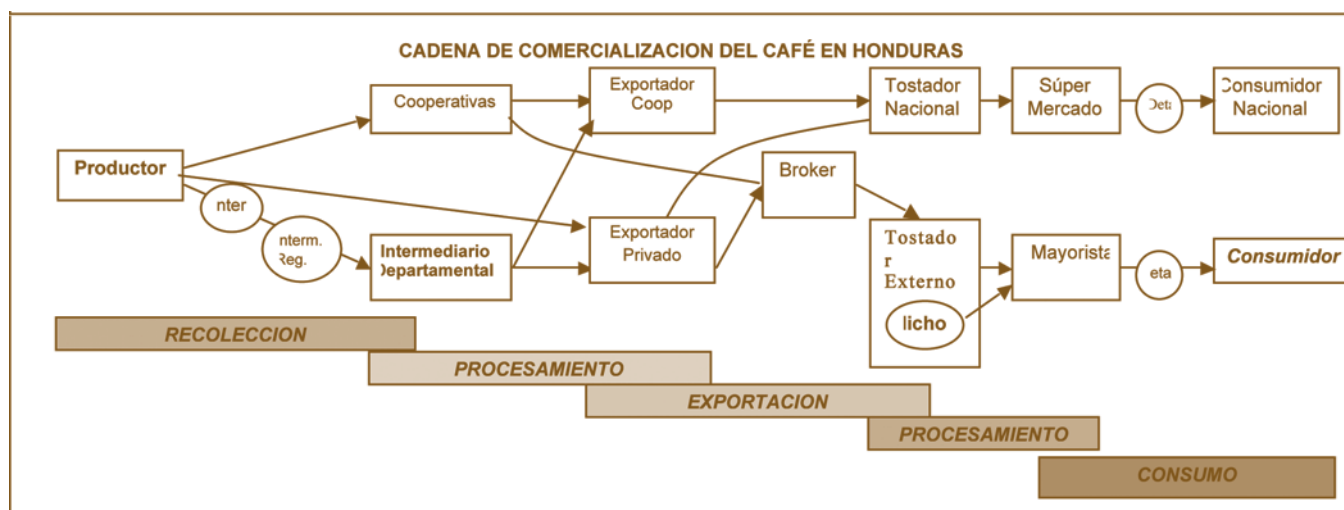 CADENA DE COMERCIALIZACION DEL CAFÉ EN HONDURAS
Cooperativas
Exportador
Coop
Tostador
Nacional
Súper
Mercado
Deta
Consumidor
Nacional
Productor
nter
nterm.
Reg.
Intermediario
Departamental
Exportador
Privado
Broker
Tostado
r
Externo
licho
Mayorista
eta
Consumidor
RECOLECCION
PROCESAMIENTO
EXPORTACION
PROCESAMIENTO
CONSUMO